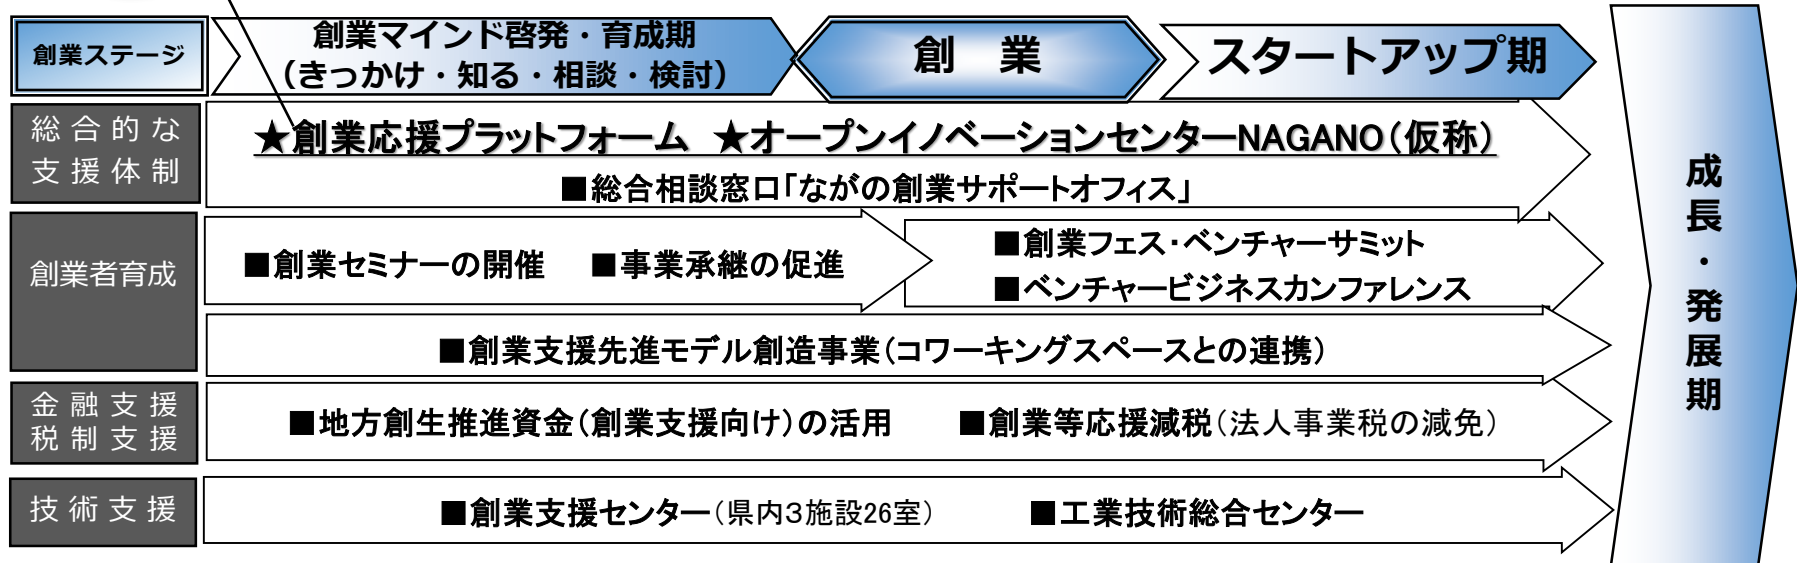 創業ステージ
創業マインド啓発・育成期
（きっかけ・知る・相談・検討）
創　業
スタートアップ期
総合的な
支援体制
★創業応援プラットフォーム　★オープンイノベーションセンターNAGANO（仮称）
■総合相談窓口「ながの創業サポートオフィス」
創業者育成
■創業セミナーの開催　■事業承継の促進
■創業フェス・ベンチャーサミット
■ベンチャービジネスカンファレンス
■創業支援先進モデル創造事業（コワーキングスペースとの連携）
金融支援
税制支援
■地方創生推進資金（創業支援向け）の活用　■創業等応援減税（法人事業税の減免）
技術支援
■創業支援センター（県内３施設26室）　■工業技術総合センター
成長・発展期